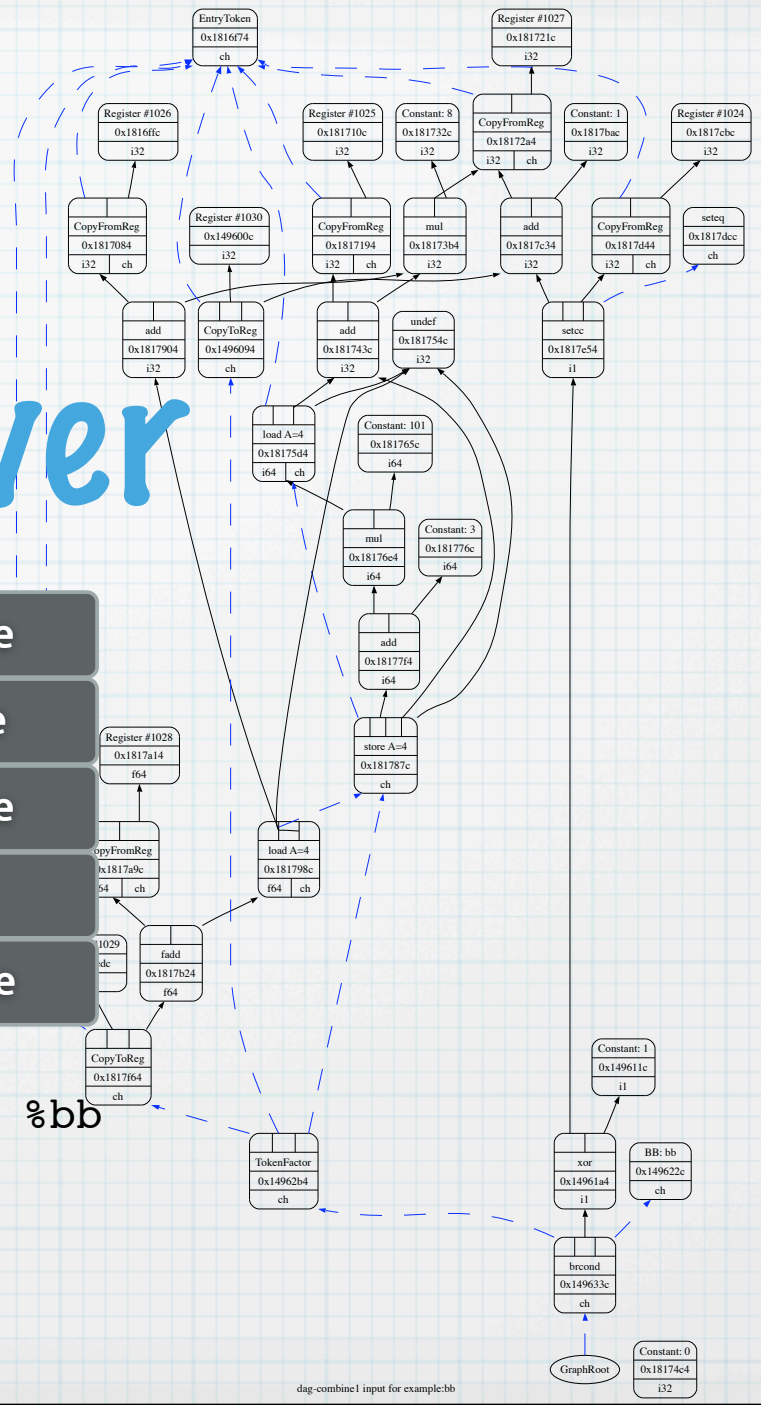 EntryToken
0x1816f74
ch
Register #1027
0x181721c
i32
Register #1026
0x1816ffc
i32
Register #1025
0x181710c
i32
Constant: 8
0x181732c
i32
CopyFromReg
0x18172a4
i32 ch
Constant: 1
0x1817bac
i32
Register #1024
0x1817cbc
i32
CopyFromReg
0x1817084
i32 ch
Register #1030
0x149600c
i32
CopyFromReg
0x1817194
i32 ch
mul
0x18173b4
i32
add
0x1817c34
i32
CopyFromReg
0x1817d44
i32 ch
seteq
0x1817dcc
ch
add
0x1817904
i32
CopyToReg
0x1496094
ch
add
0x181743c
i32
undef
0x181754c
i32
setcc
0x1817e54
i1
ver
load A=4
0x18175d4
i64 ch
Constant: 101
0x181765c
i64
mul
0x18176e4
i64
Constant: 3
0x181776c
i64
add
0x18177f4
i64
e
e
e
e
store A=4
0x181787c
ch
Register #1028
0x1817a14
f64
opyFromReg
0x1817a9c
64 ch
load A=4
0x181798c
f64 ch
1029
edc
fadd
0x1817b24
f64
CopyToReg
0x1817f64
ch
%bb
TokenFactor
0x14962b4
ch
Constant: 1
0x149611c
i1
xor
0x14961a4
i1
BB: bb
0x149622c
ch
brcond
0x149633c
ch
GraphRoot
Constant: 0
0x18174c4
i32
dag-combine1 input for example:bb